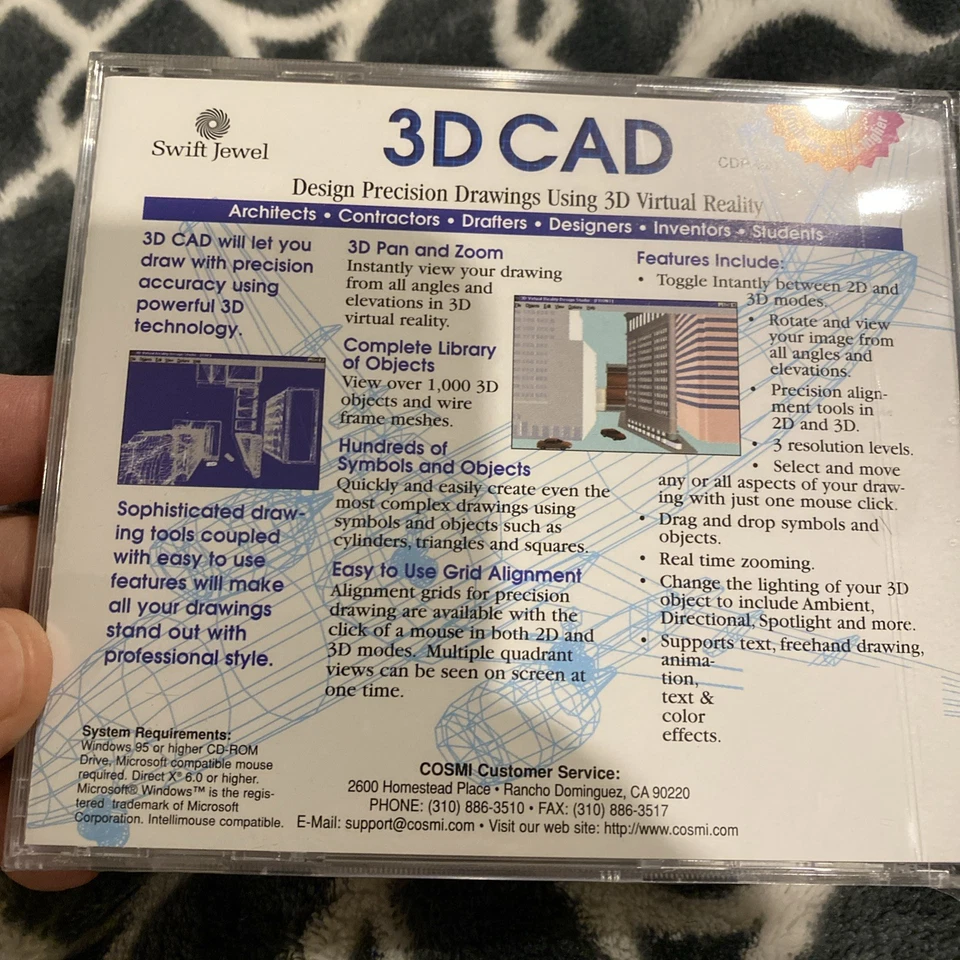 Swift Jewel
3D CAD
CDP
higher
Design Precision Drawings Using 3D Virtual Reality
Architects • Contractors • Drafters • Designers • Inventors • Students
3D CAD will let you
draw with precision
accuracy using
powerful 3D
technology.
Sophisticated draw-
ing tools coupled
with easy to use
features will make
all your drawings
stand out with
professional style.
3D Pan and Zoom
Instantly view your drawing
from all angles and
elevations in 3D
virtual reality.
Complete Library
of Objects
View over 1,000 3D
objects and wire
frame meshes.
Hundreds of
Symbols and Objects
Quickly and easily create even the
most complex drawings using
symbols and objects such as
cylinders, triangles and squares.
Easy to Use Grid Alignment
Alignment grids for precision
drawing are available with the
click of a mouse in both 2D and
3D modes. Multiple quadrant
views can be seen on screen at
one time.
Features Include:
• Toggle Intantly between 2D and
3D modes.
• Rotate and view
your image from
all angles and
elevations.
• Precision align-
ment tools in
2D and 3D.
• 3 resolution levels.
• Select and move
any or all aspects of your draw-
ing with just one mouse click.
• Drag and drop symbols and
objects.
• Real time zooming.
• Change the lighting of your 3D
object to include Ambient,
Directional, Spotlight and more.
• Supports text, freehand drawing,
anima-
tion,
text &
color
effects.
System Requirements:
Windows 95 or higher CD-ROM
Drive, Microsoft compatible mouse
required. Direct X® 6.0 or higher.
Microsoft® Windows™ is the regis-
tered trademark of Microsoft
Corporation. Intellimouse compatible.
COSMI Customer Service:
2600 Homestead Place • Rancho Dominguez, CA 90220
PHONE: (310) 886-3510 • FAX: (310) 886-3517
E-Mail: support@cosmi.com • Visit our web site: http://www.cosmi.com